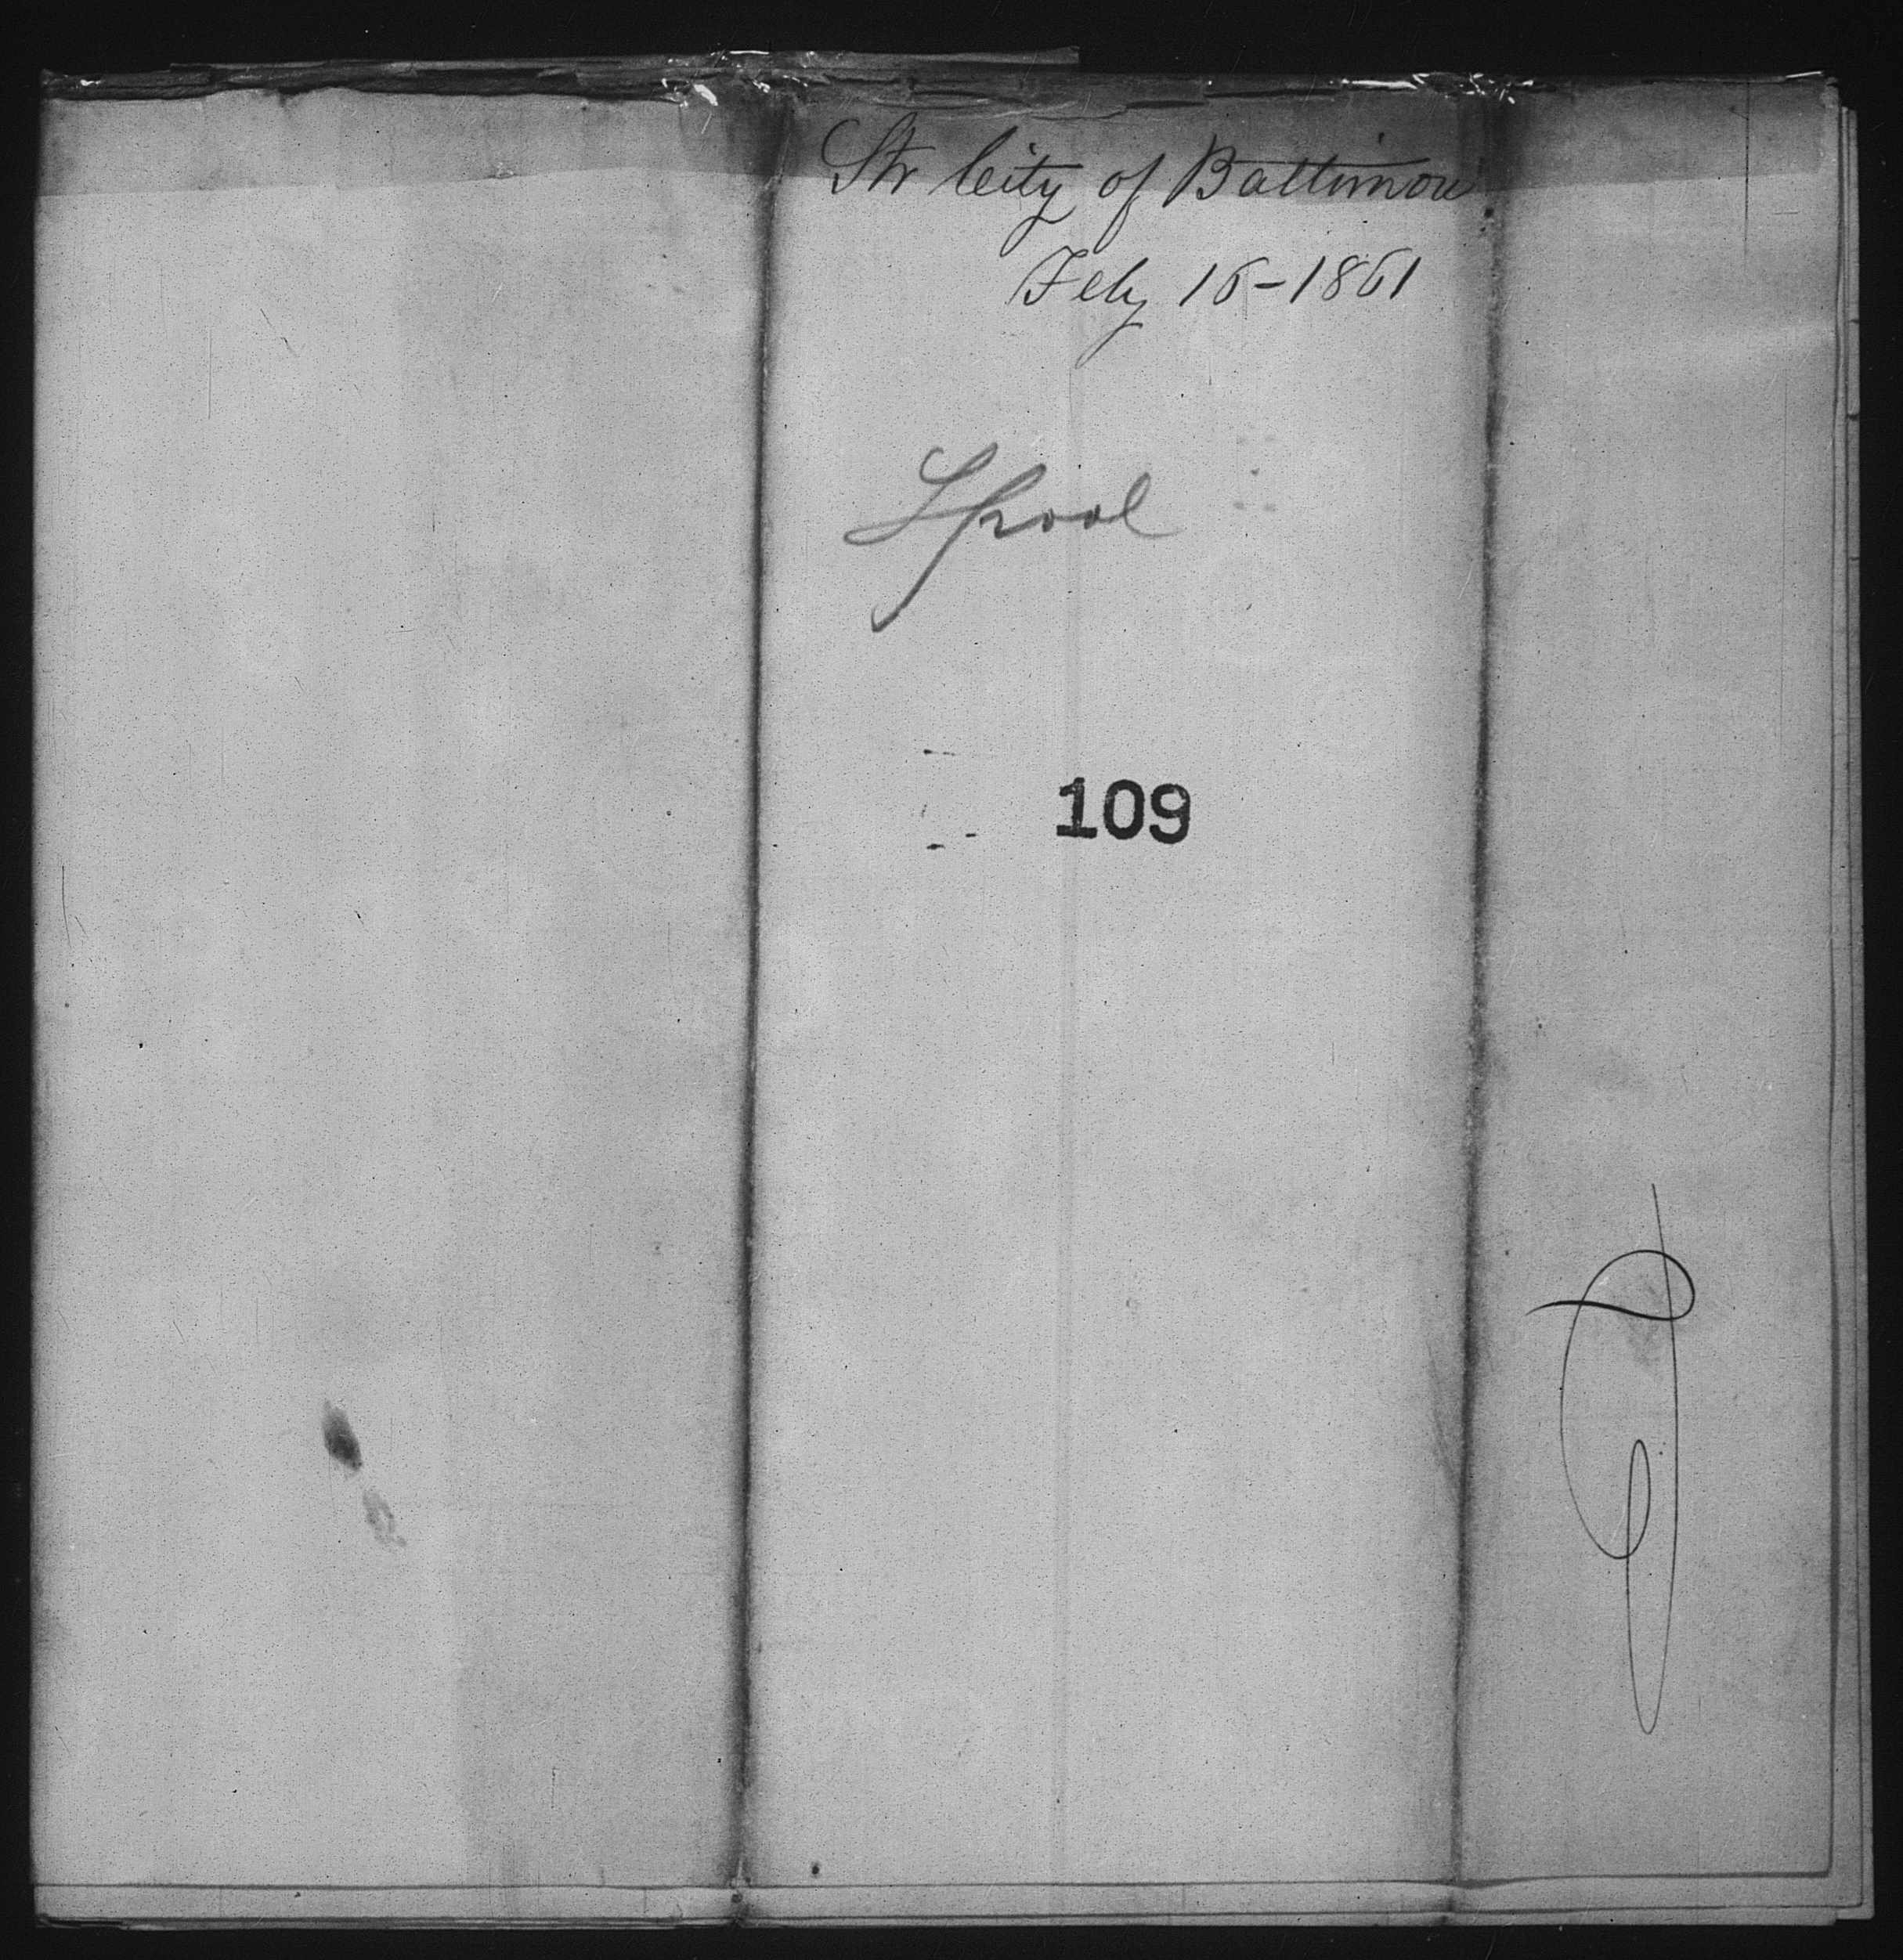 Str City of Baltimore
Feby 16-1861
Lpool
109